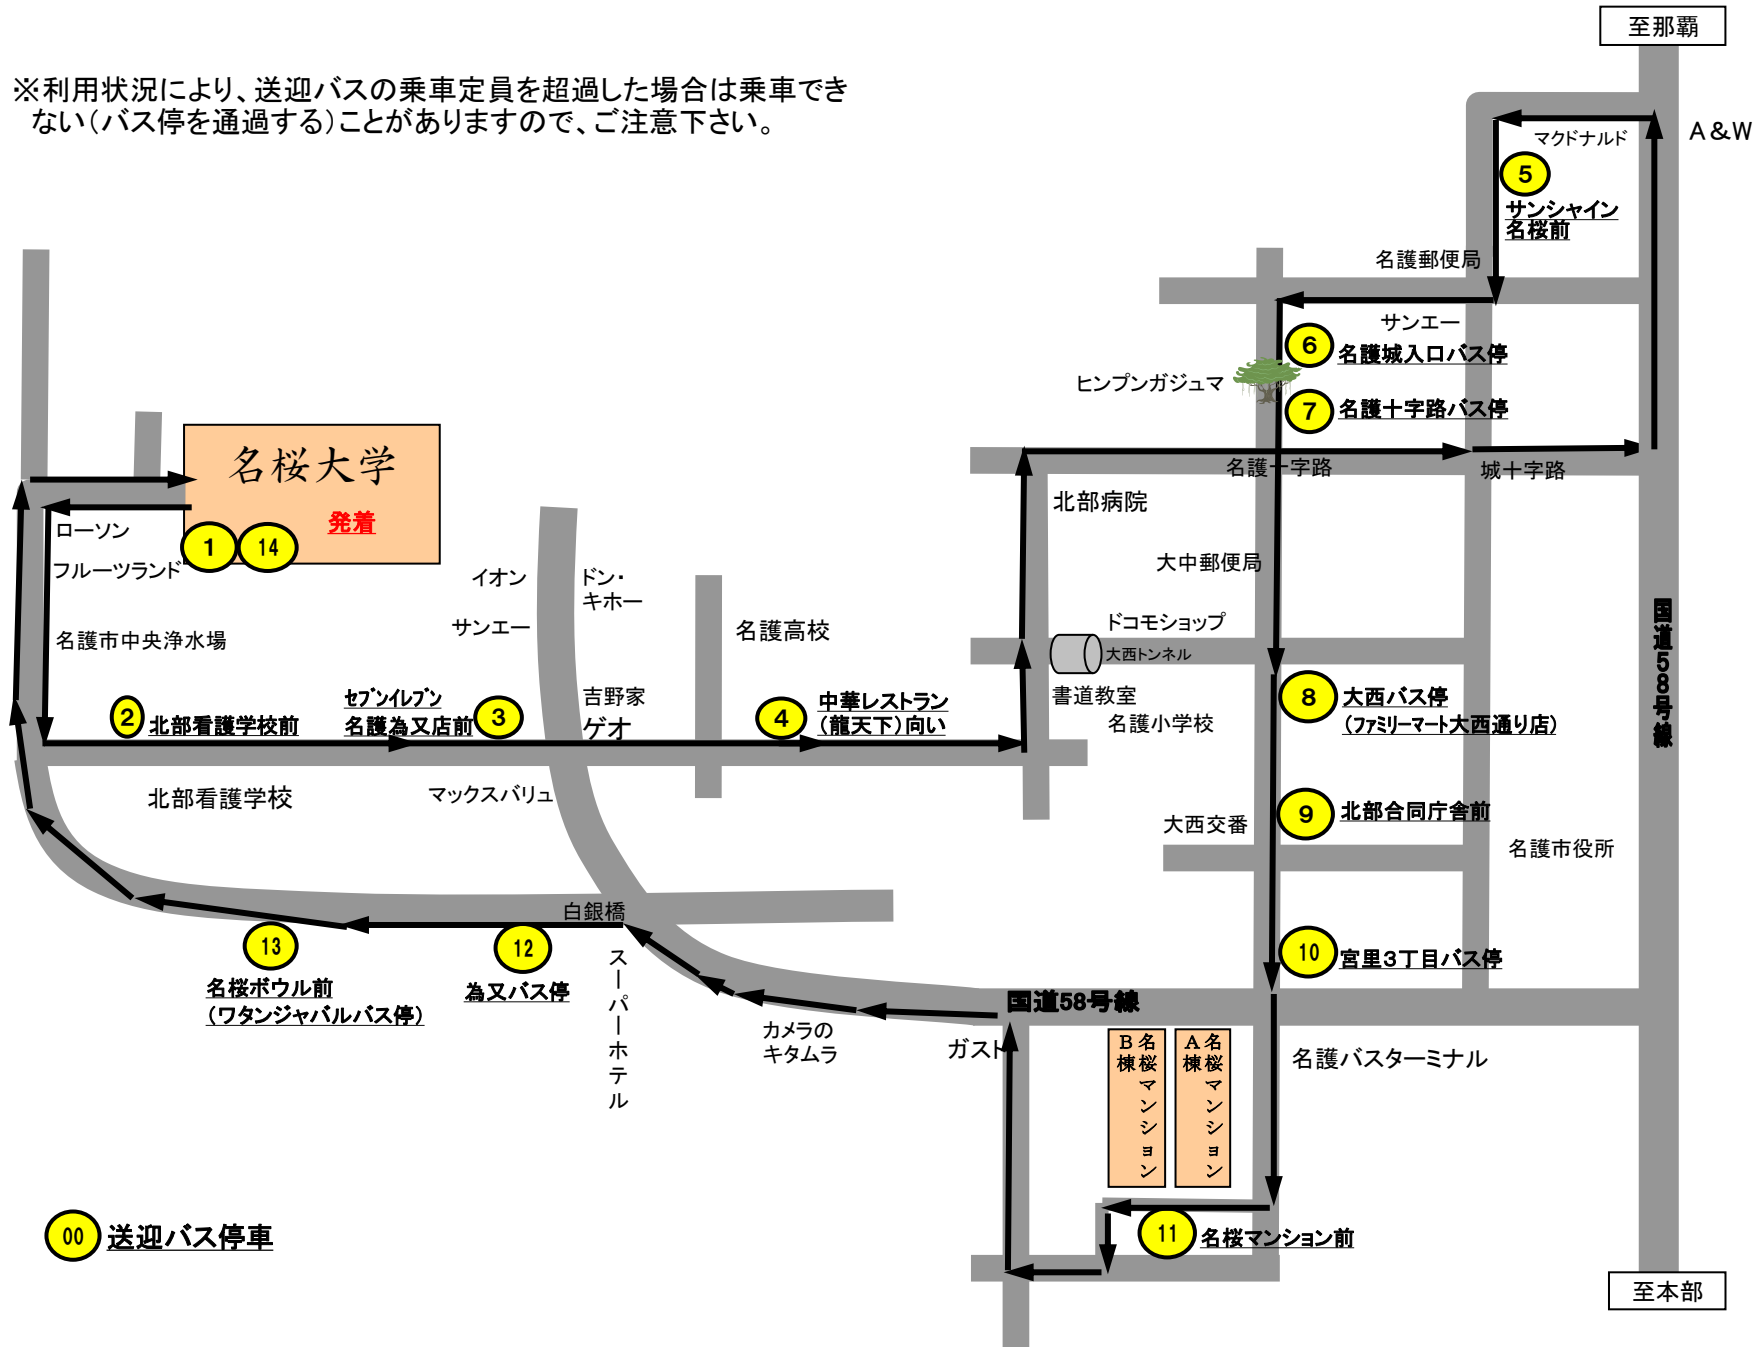 至那覇
※利用状況により、送迎バスの乗車定員を超過した場合は乗車でき
ない(バス停を通過する)ことがありますので、ご注意下さい。
A&W
マクドナルド
5
サンシャイン
名桜前
名護郵便局
サンエー
6
名護城入口バス停
ヒンプンガジュマ
7
名護十字路バス停
名護十字路
城十字路
名桜大学
発着
1
14
ローソン
フルーツランド
名護市中央浄水場
イオン
ドン・
キホー
サンエー
名護高校
北部病院
大中郵便局
ドコモショップ
大西トンネル
書道教室
名護小学校
国道58号線
2
北部看護学校前
セブンイレブン
名護為又店前
3
吉野家
ゲオ
4
中華レストラン
(龍天下)向い
8
大西バス停
(ファミリーマート大西通り店)
北部看護学校
マックスバリュ
大西交番
9
北部合同庁舎前
名護市役所
白銀橋
13
名桜ボウル前
(ワタンジャバルバス停)
12
為又バス停
スーパーホテル
カメラの
キタムラ
ガスト
国道58号線
10
宮里3丁目バス停
名桜マンション
B棟
名桜マンション
A棟
名護バスターミナル
11
名桜マンション前
00
送迎バス停車
至本部